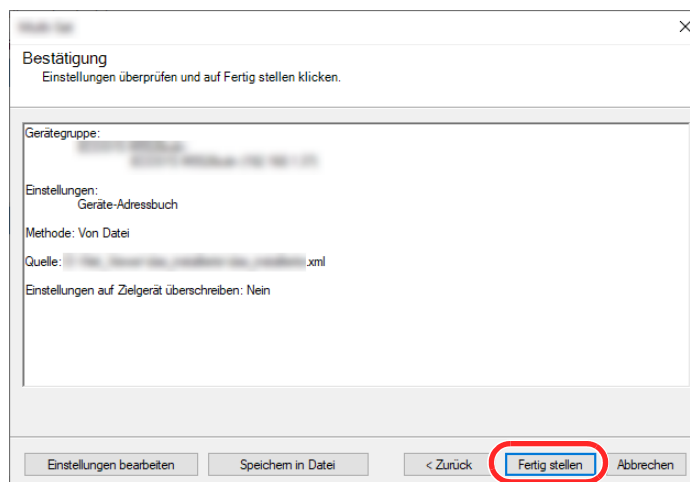 Bestätigung
Einstellungen überprüfen und auf Fertig stellen klicken.
Gerätegruppe:
Einstellungen:
Geräte-Adressbuch
Methode: Von Datei
Quelle: .xml
Einstellungen auf Zielgerät überschreiben: Nein
Einstellungen bearbeiten Speichern in Datei < Zurück Fertig stellen Abbrechen